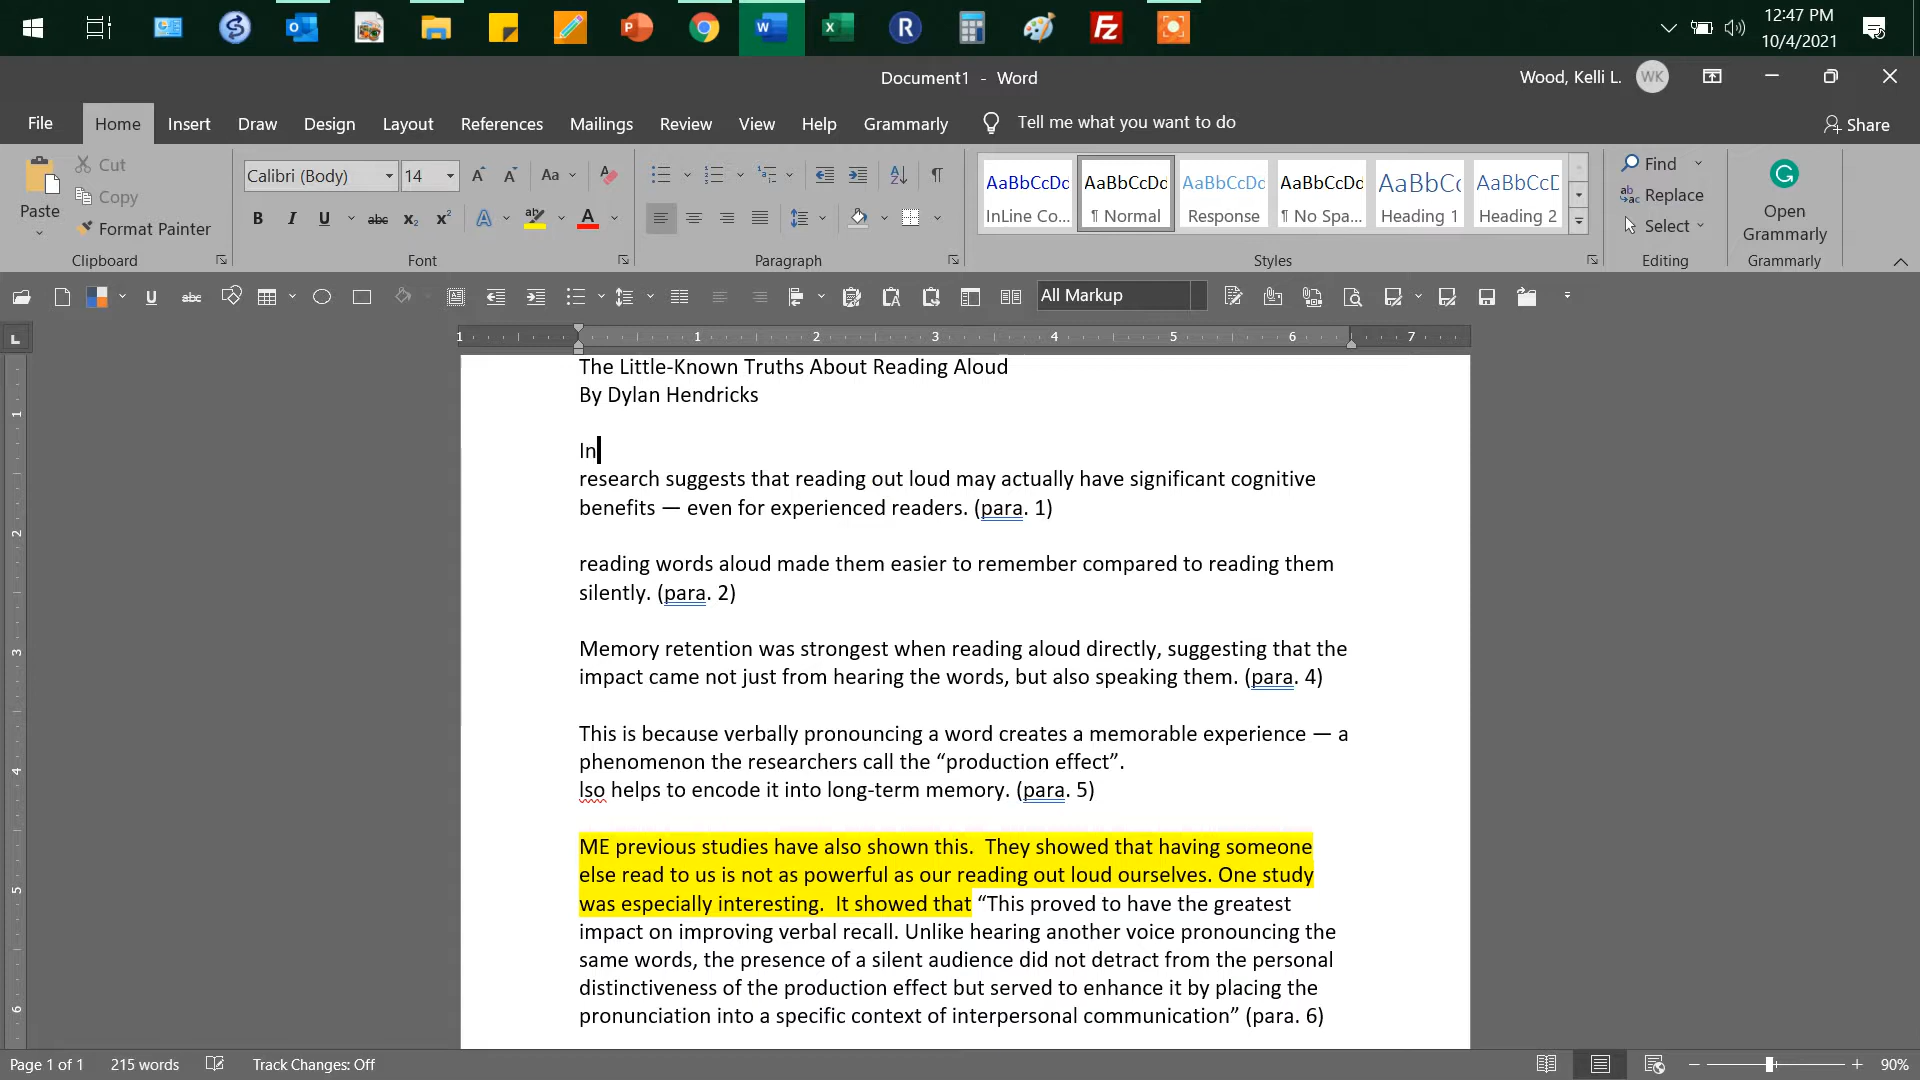 12:47 PM
10/4/2021
Document1 - Word
Wood, Kelli L. WK
File Home Insert Draw Design Layout References Mailings Review View Help Grammarly Tell me what you want to do Share
Paste
Cut
Copy
Format Painter
Clipboard
Calibri (Body) 14
Font
Paragraph
AaBbCcDc AaBbCcDc AaBbCcDc AaBbCcDc AaBbCc AaBbCcD
InLine Co... ¶ Normal Response ¶ No Spa... Heading 1 Heading 2
Styles
Find
Replace
Select
Editing
Open
Grammarly
Grammarly
All Markup
1 1 2 3 4 5 6 7
The Little-Known Truths About Reading Aloud
By Dylan Hendricks
In
research suggests that reading out loud may actually have significant cognitive
benefits — even for experienced readers. (para. 1)
reading words aloud made them easier to remember compared to reading them
silently. (para. 2)
Memory retention was strongest when reading aloud directly, suggesting that the
impact came not just from hearing the words, but also speaking them. (para. 4)
This is because verbally pronouncing a word creates a memorable experience — a
phenomenon the researchers call the “production effect”.
lso helps to encode it into long-term memory. (para. 5)
ME previous studies have also shown this.  They showed that having someone
else read to us is not as powerful as our reading out loud ourselves. One study
was especially interesting.  It showed that “This proved to have the greatest
impact on improving verbal recall. Unlike hearing another voice pronouncing the
same words, the presence of a silent audience did not detract from the personal
distinctiveness of the production effect but served to enhance it by placing the
pronunciation into a specific context of interpersonal communication” (para. 6)
Page 1 of 1 215 words Track Changes: Off 90%